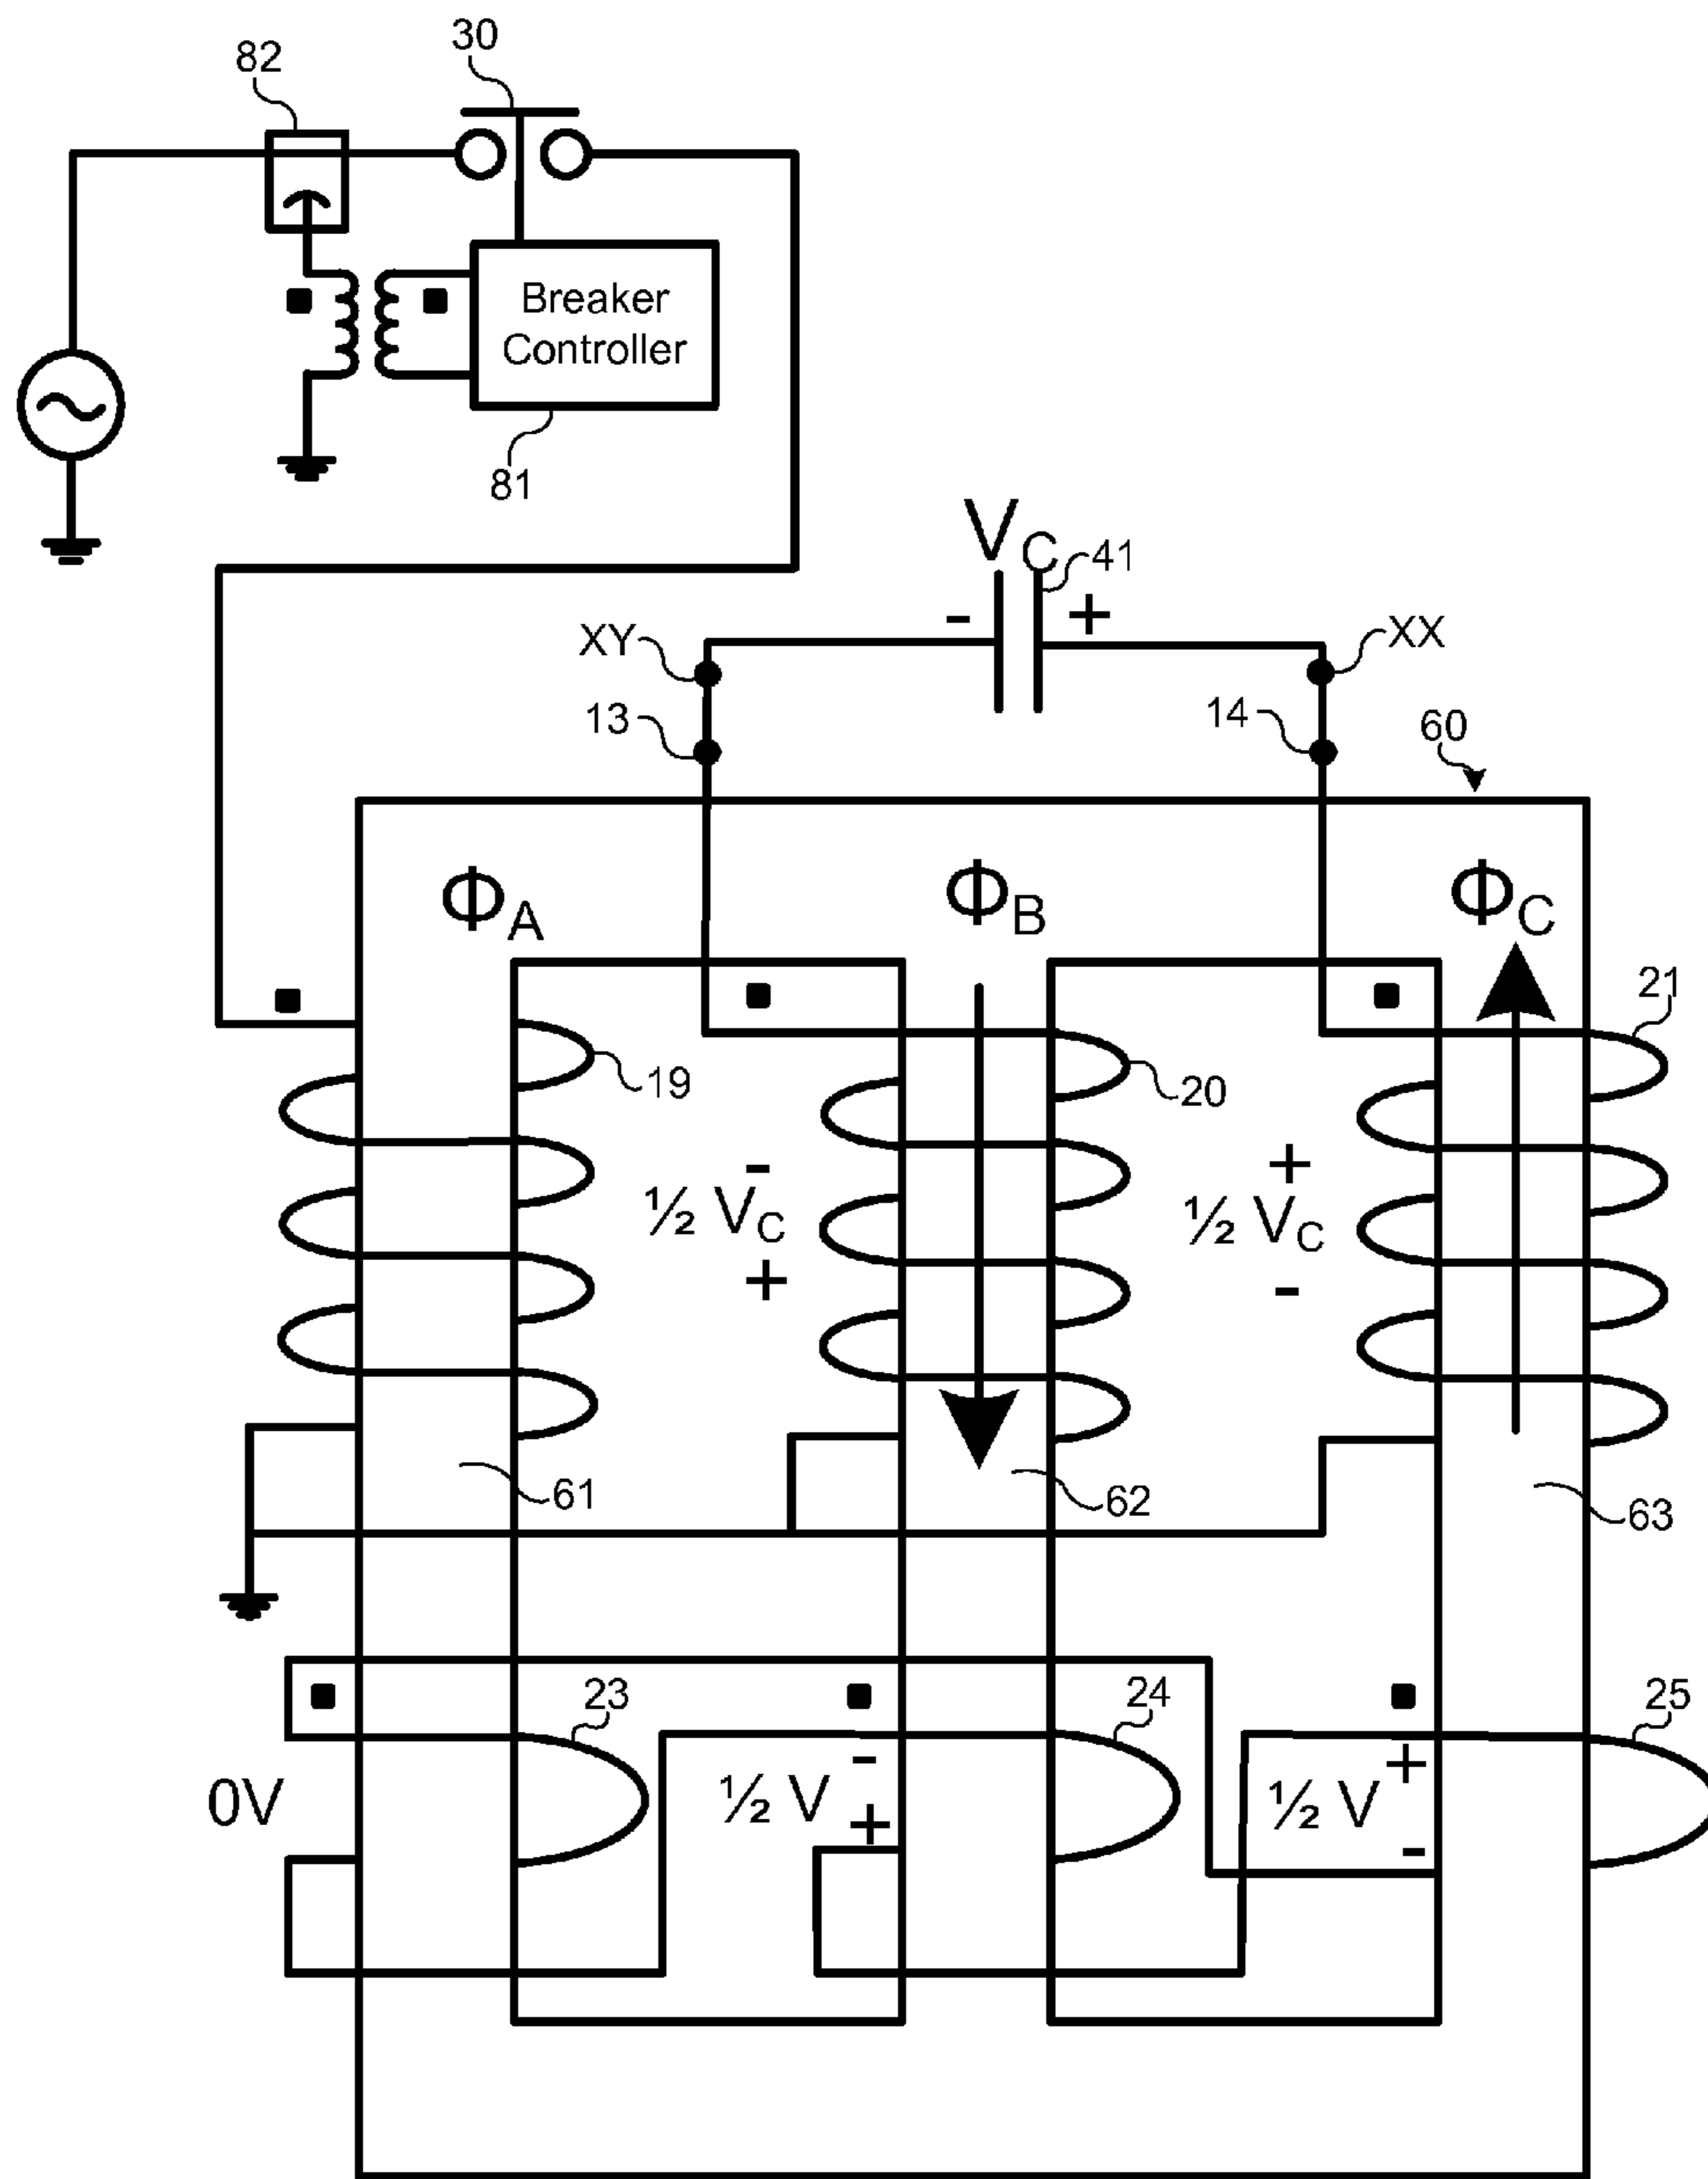 82
30
Breaker
Controller
81
VC
41
- +
XY
XX
13
14
60
ΦA
ΦB
ΦC
21
19
20
-
½ VC
+
+
½ VC
-
61
62
63
23
24
25
0V
-
½ V
+
+
½ V
-